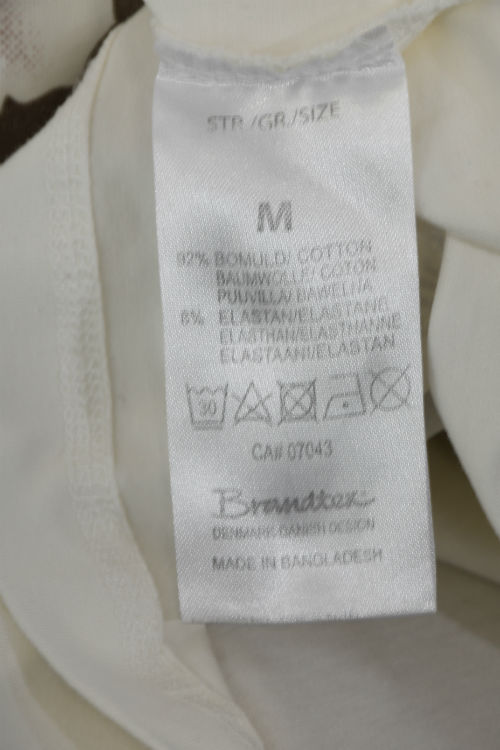 STR./GR./SIZE
M
92% BOMULD/ COTTON
BAUMWOLLE/ COTON
PUUVILLA/ BAWELNA
8% ELASTAN/ELASTANE
ELASTHAN/ELASTHANNE
ELASTAANI/ELASTAN
30
CA# 07043
Brandtex
DENMARK-DANISH DESIGN
MADE IN BANGLADESH